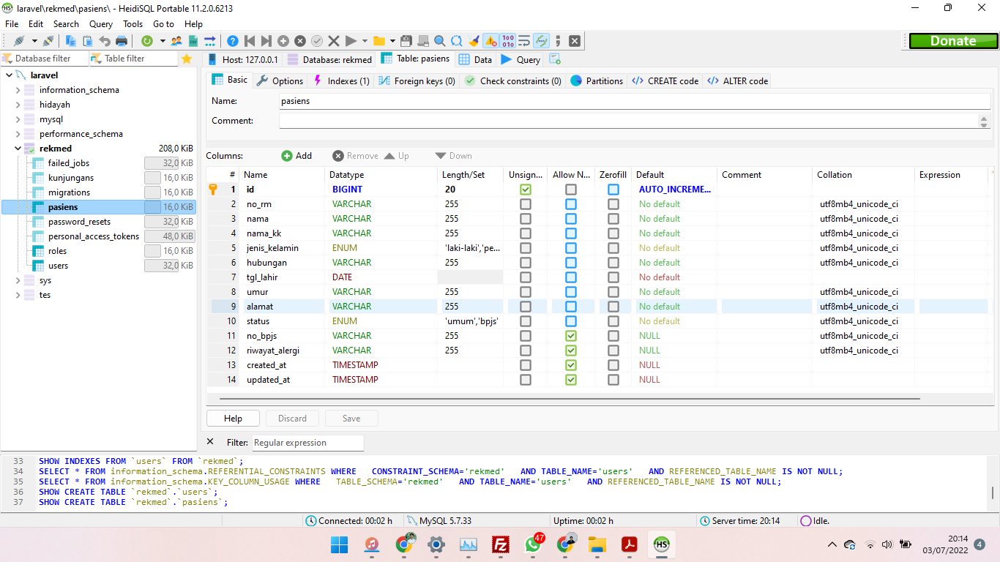 laravel\rekmed\pasiens\ - HeidiSQL Portable 11.2.0.6213
File Edit Search Query Tools Go to Help
Donate
Database filter Table filter
Host: 127.0.0.1 Database: rekmed Table: pasiens Data Query
laravel
information_schema
hidayah
mysql
performance_schema
rekmed 208,0 KiB
failed_jobs 32,0 KiB
kunjungans 16,0 KiB
migrations 16,0 KiB
pasiens 16,0 KiB
password_resets 32,0 KiB
personal_access_tokens 48,0 KiB
roles 16,0 KiB
users 32,0 KiB
sys
tes
Basic Options Indexes (1) Foreign keys (0) Check constraints (0) Partitions CREATE code ALTER code
Name: pasiens
Comment:
Columns: Add Remove Up Down
# Name Datatype Length/Set Unsign... Allow N... Zerofill Default Comment Collation Expression
1 id BIGINT 20 AUTO_INCREME...
2 no_rm VARCHAR 255 No default utf8mb4_unicode_ci
3 nama VARCHAR 255 No default utf8mb4_unicode_ci
4 nama_kk VARCHAR 255 No default utf8mb4_unicode_ci
5 jenis_kelamin ENUM 'laki-laki','pe... No default utf8mb4_unicode_ci
6 hubungan VARCHAR 255 No default utf8mb4_unicode_ci
7 tgl_lahir DATE No default
8 umur VARCHAR 255 No default utf8mb4_unicode_ci
9 alamat VARCHAR 255 No default utf8mb4_unicode_ci
10 status ENUM 'umum','bpjs' No default utf8mb4_unicode_ci
11 no_bpjs VARCHAR 255 NULL utf8mb4_unicode_ci
12 riwayat_alergi VARCHAR 255 NULL utf8mb4_unicode_ci
13 created_at TIMESTAMP NULL
14 updated_at TIMESTAMP NULL
Help Discard Save
Filter: Regular expression
33 SHOW INDEXES FROM `users` FROM `rekmed`;
34 SELECT * FROM information_schema.REFERENTIAL_CONSTRAINTS WHERE CONSTRAINT_SCHEMA='rekmed' AND TABLE_NAME='users' AND REFERENCED_TABLE_NAME IS NOT NULL;
35 SELECT * FROM information_schema.KEY_COLUMN_USAGE WHERE TABLE_SCHEMA='rekmed' AND TABLE_NAME='users' AND REFERENCED_TABLE_NAME IS NOT NULL;
36 SHOW CREATE TABLE `rekmed`.`users`;
37 SHOW CREATE TABLE `rekmed`.`pasiens`;
Connected: 00:02 h MySQL 5.7.33 Uptime: 00:02 h Server time: 20:14 Idle.
47
HS
20:14
03/07/2022
4